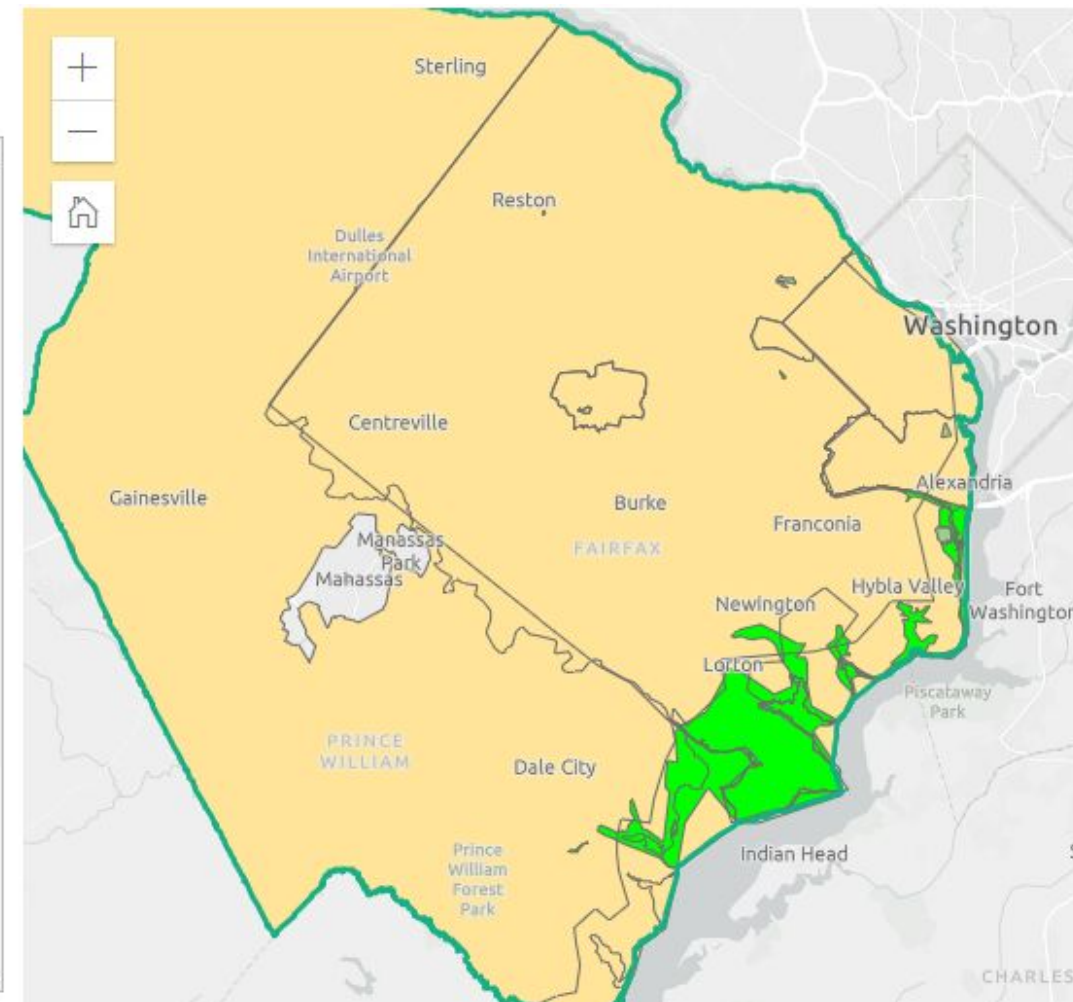 Sterling
Reston
Dulles
International
Airport
Washington
Centreville
Alexandria
Gainesville
Burke
Franconia
FAIRFAX
Manassas
Park
Mahassas
Hybla Valley
Fort
Washington
Newington
Lorton
Piscataway
Park
PRINCE
WILLIAM
Dale City
Prince
William
Forest
Park
Indian Head
CHARLES